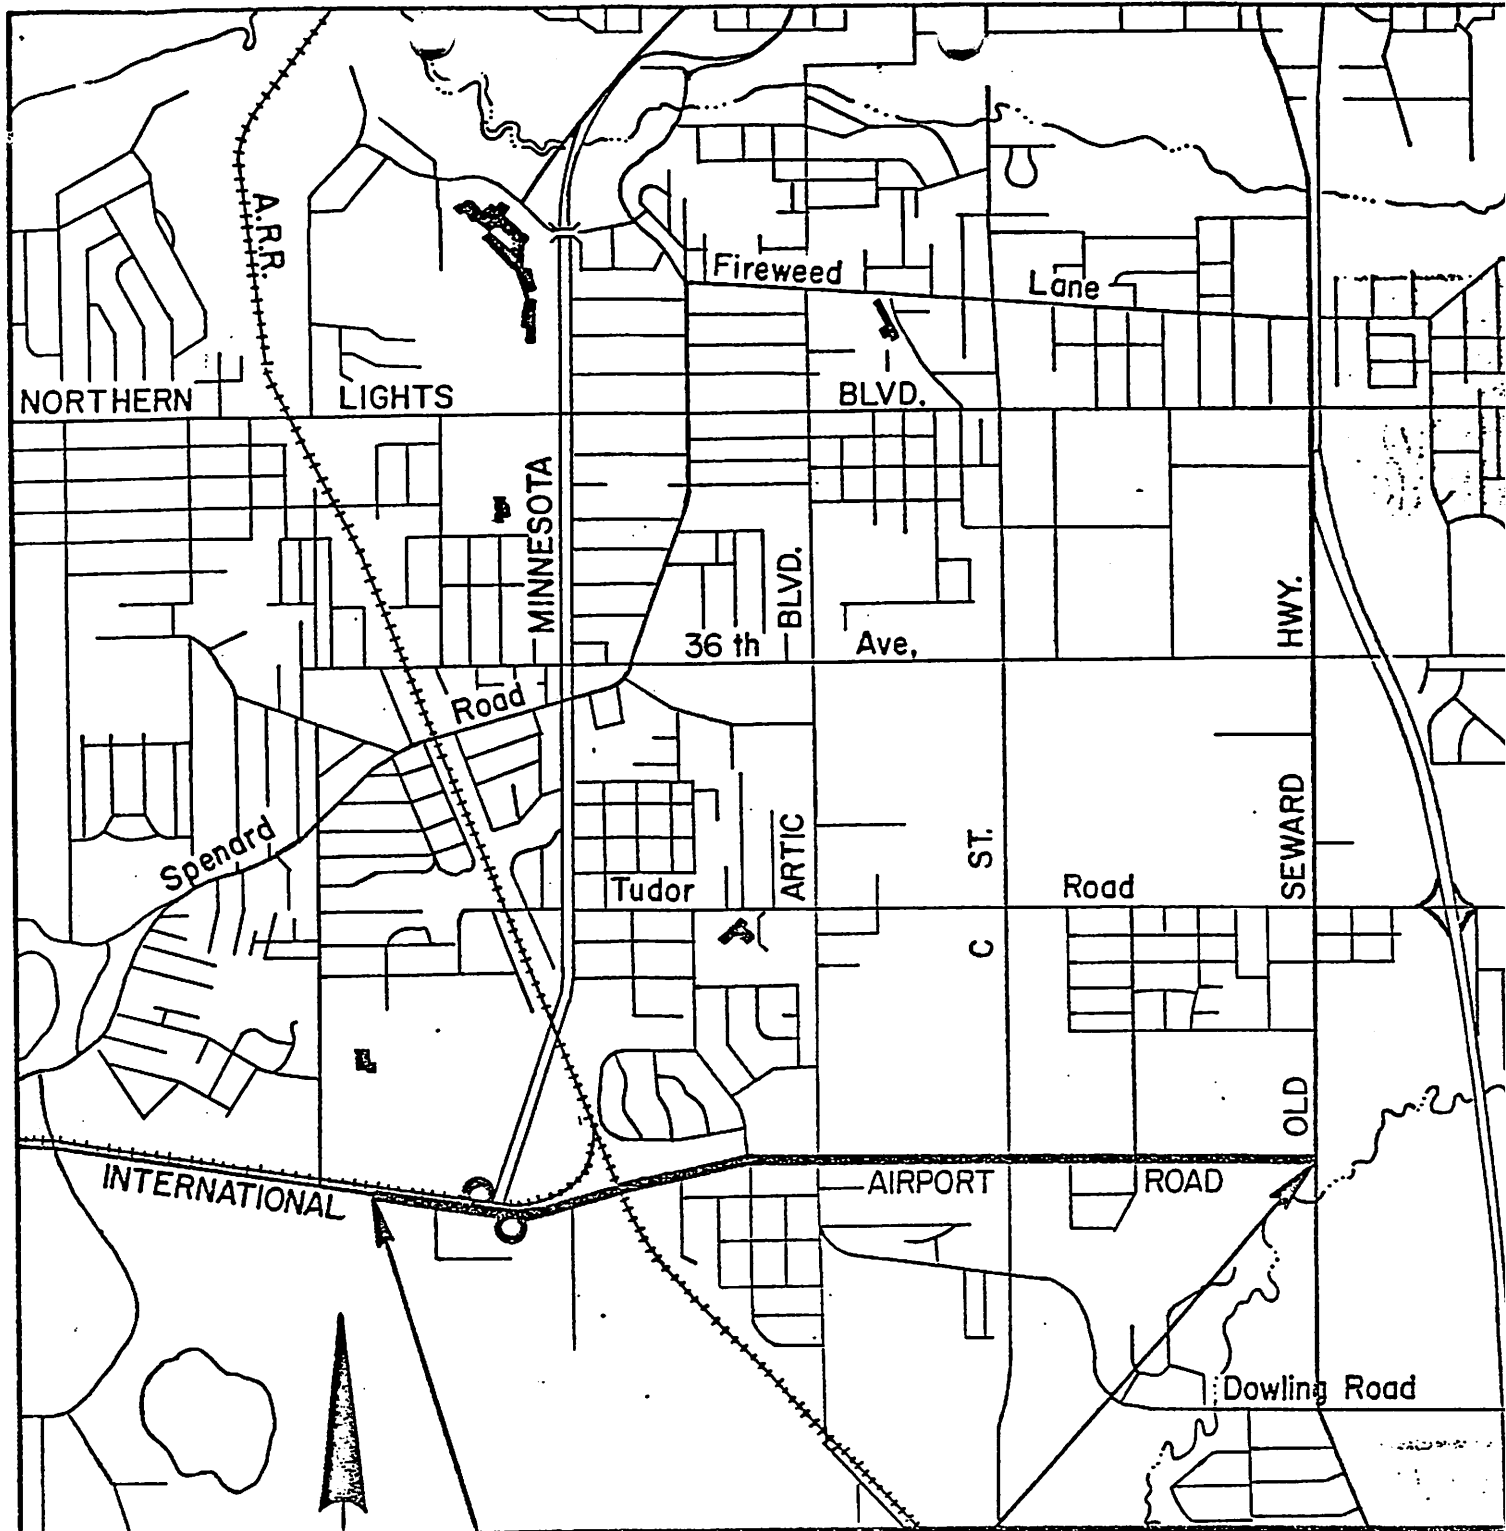 A.R.R.
Fireweed Lane
NORTHERN LIGHTS BLVD.
MINNESOTA
BLVD.
HWY.
36 th Ave,
Road
Spenard
ARTIC
ST.
SEWARD
Tudor Road
C
OLD
INTERNATIONAL AIRPORT ROAD
Dowling Road